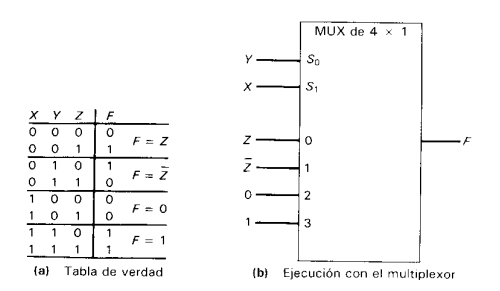 X Y Z F
0 0 0 0
0 0 1 1
F = Z
0 1 0 1
0 1 1 0
F = Z̅
1 0 0 0
1 0 1 0
F = 0
1 1 0 1
1 1 1 1
F = 1
(a) Tabla de verdad
MUX de 4 × 1
Y S₀
X S₁
Z 0
Z̅ 1
0 2
1 3
F
(b) Ejecución con el multiplexor